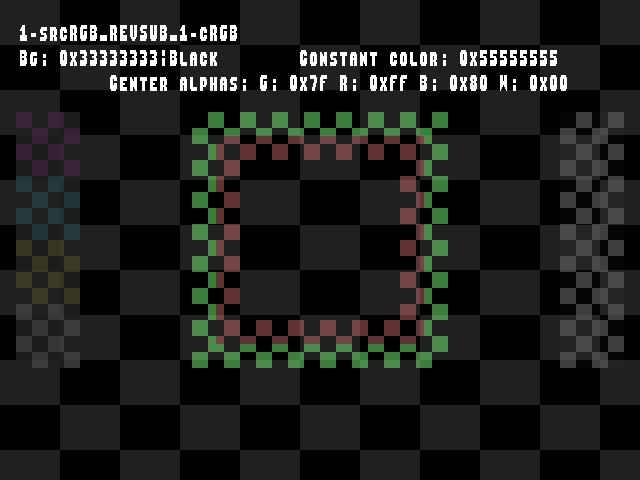 1-srcRGB_REVSUB_1-cRGB
Bg: 0x33333333;Black Constant color: 0x55555555
Center alphas: G: 0x7f R: 0xff B: 0x80 W: 0x00